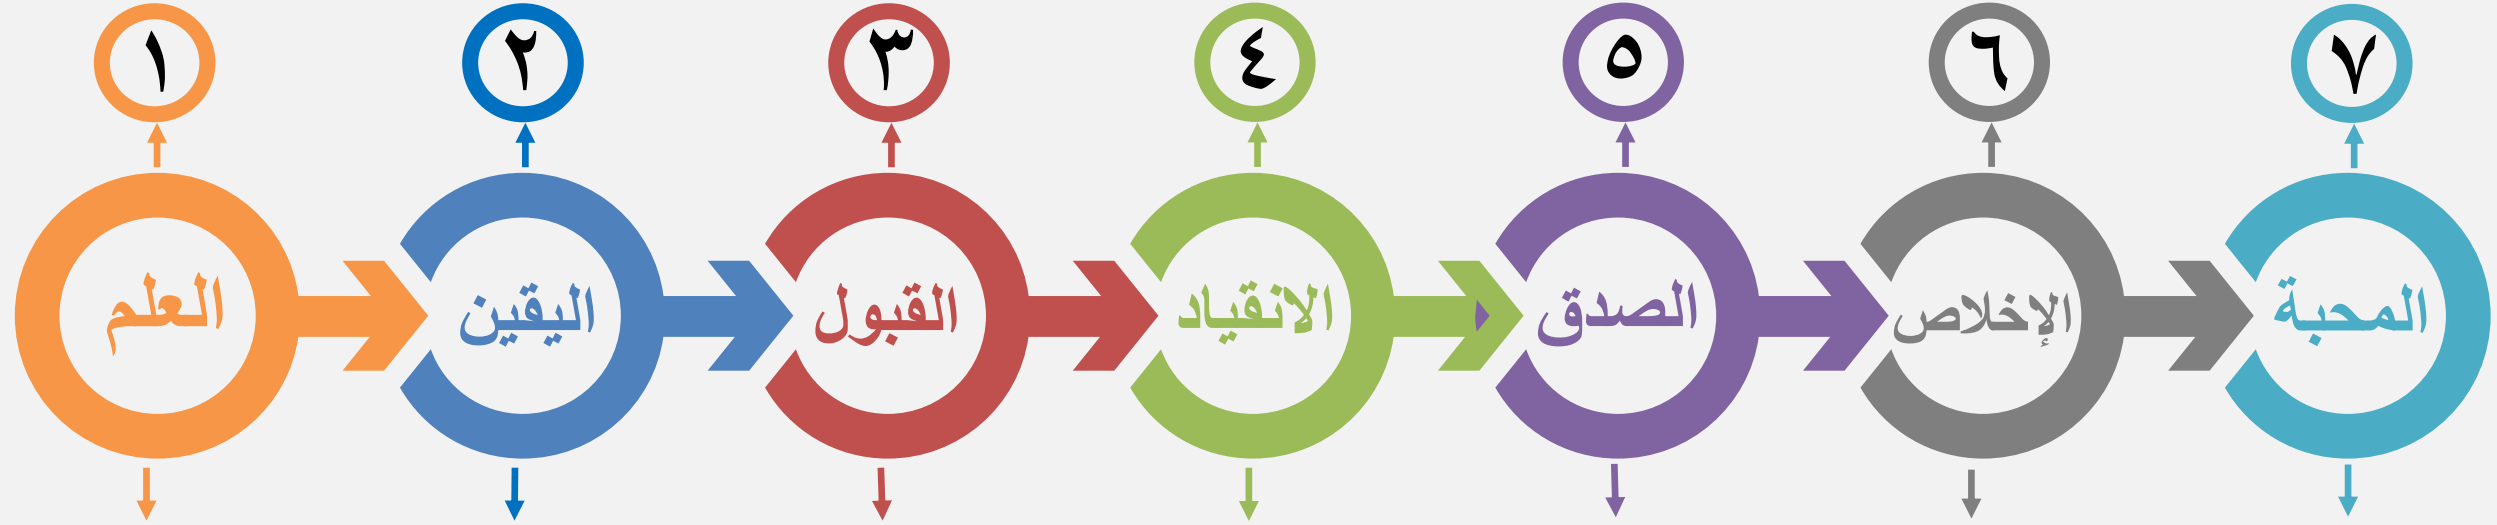 ١ ٢ ٣ ٤ ٥ ٦ ٧
العلم اليقين القبول الانقياد الصدق الإخلاص المحبة